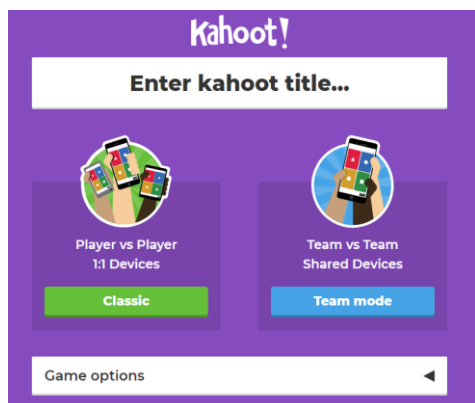 Kahoot!
Enter kahoot title...
Player vs Player
1:1 Devices
Classic
Team vs Team
Shared Devices
Team mode
Game options